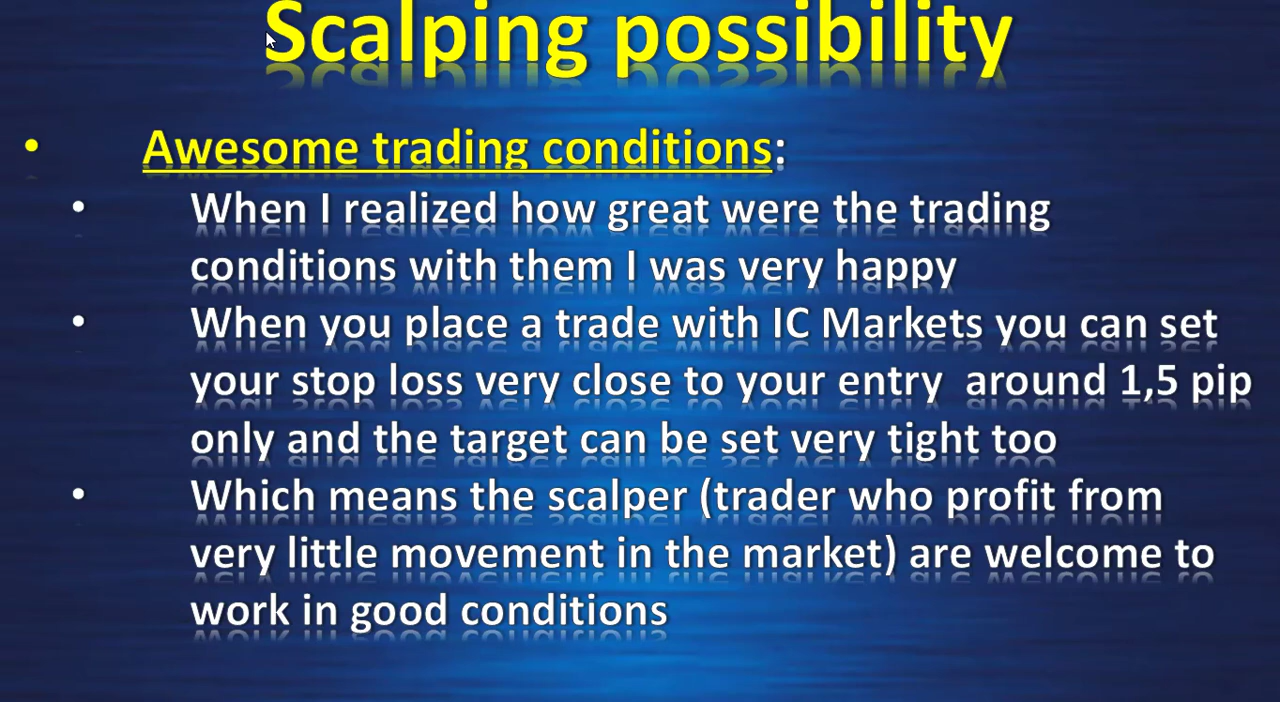 Scalping possibility
• Awesome trading conditions:
• When I realized how great were the trading
conditions with them I was very happy
• When you place a trade with IC Markets you can set
your stop loss very close to your entry  around 1,5 pip
only and the target can be set very tight too
• Which means the scalper (trader who profit from
very little movement in the market) are welcome to
work in good conditions